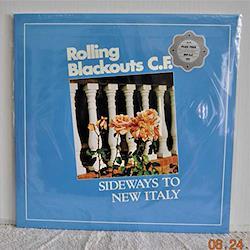 Rolling
Blackouts C.F.
SIDEWAYS TO
NEW ITALY
08 24